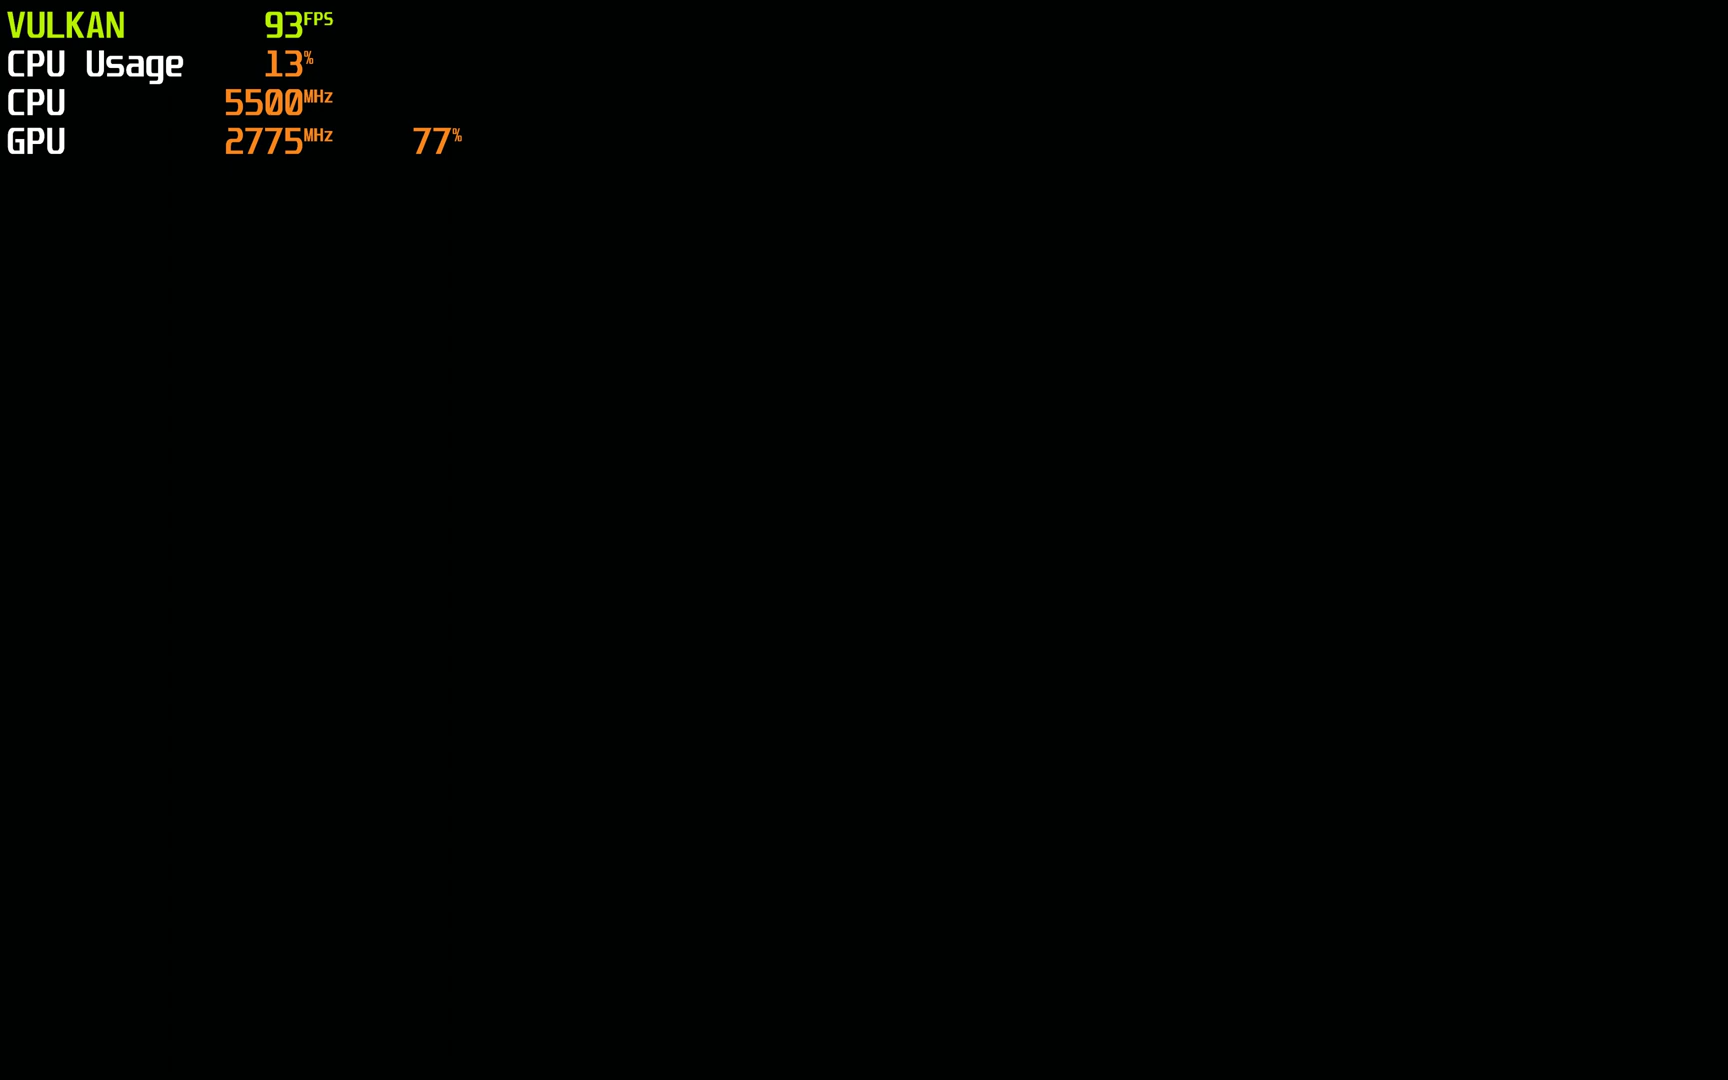 VULKAN 93FPS
CPU Usage 13%
CPU 5500MHz
GPU 2775MHz 77%